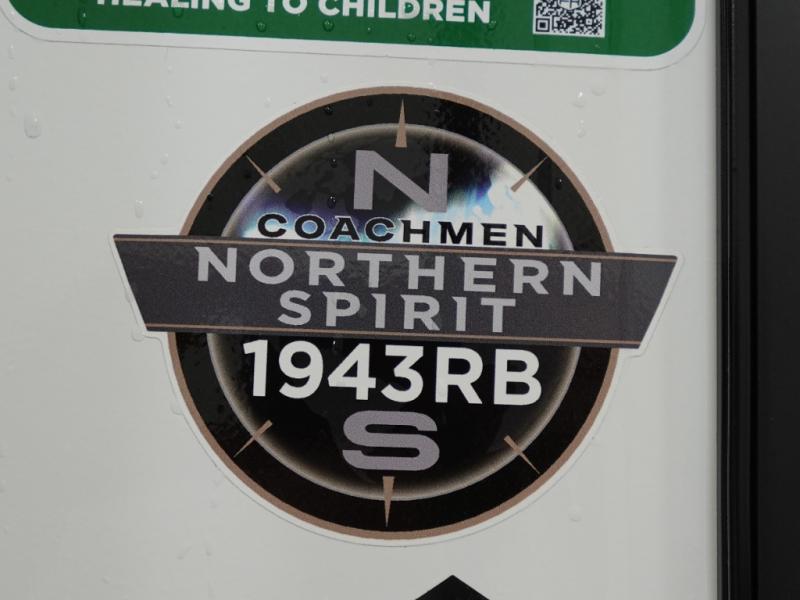 HEALING TO CHILDREN
N
COACHMEN
NORTHERN
SPIRIT
1943RB
S